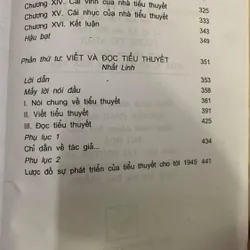 Chương XIV. Cái vinh của nhà tiểu thuyết 325
Chương XV. Cái nhục của nhà tiểu thuyết 335
Chương XVI. Kết luận 343
Hậu bạt 349
Phần thứ tư: VIẾT VÀ ĐỌC TIỂU THUYẾT
Nhất Linh 351
Lời dẫn 353
Mấy lời nói đầu 358
I. Nói chung về tiểu thuyết 381
II. Viết tiểu thuyết 391
III. Đọc tiểu thuyết 425
Phụ lục 1
Chỉ dẫn về tác giả... 434
Phụ lục 2
Lược đồ sự phát triển của tiểu thuyết cho tới 1945 441